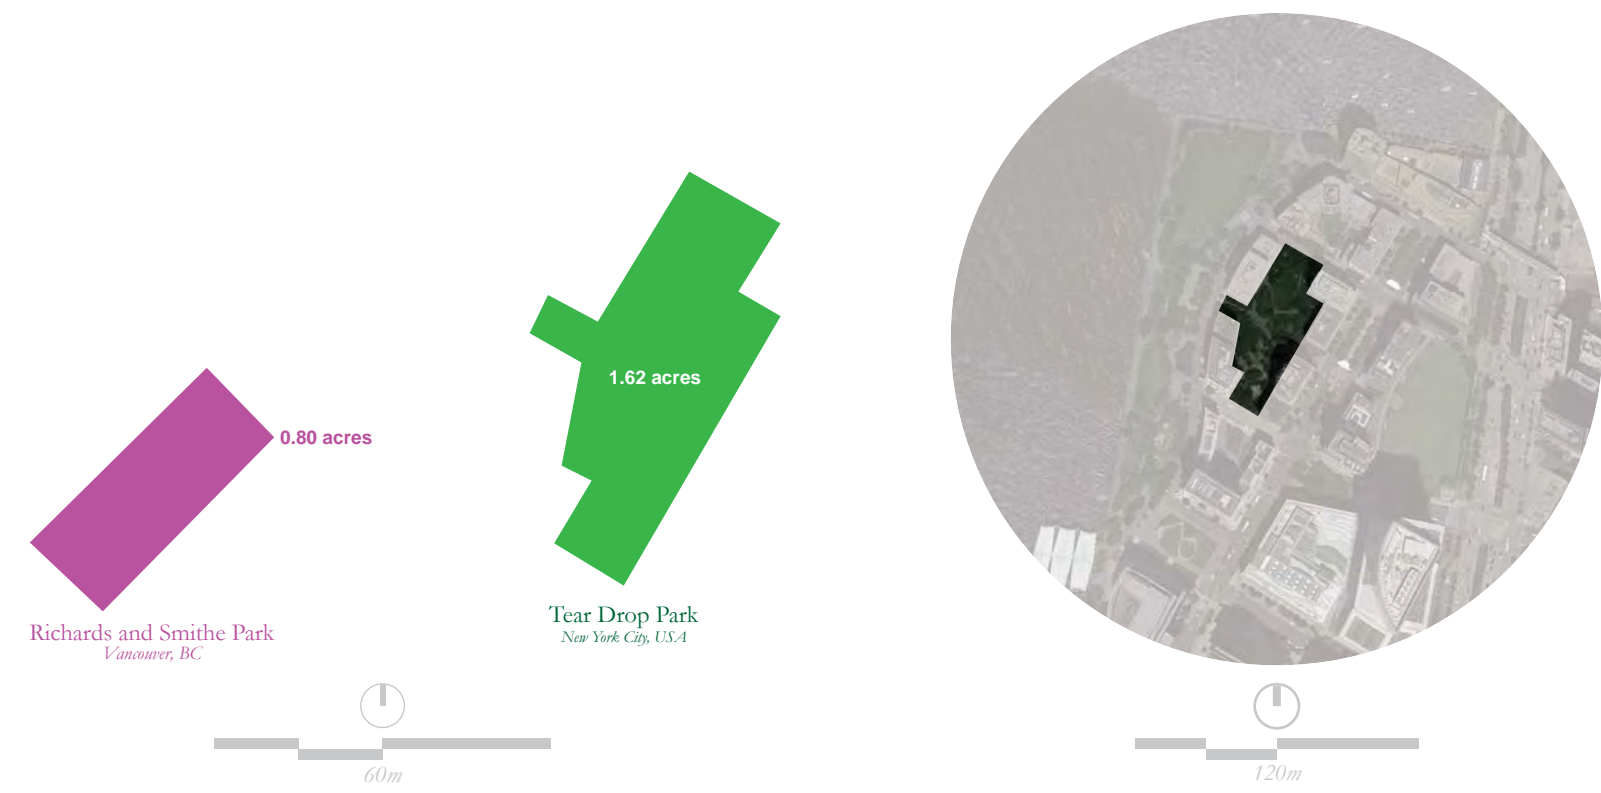 1.62 acres
0.80 acres
Tear Drop Park
New York City, USA
Richards and Smithe Park
Vancouver, BC
60m
120m